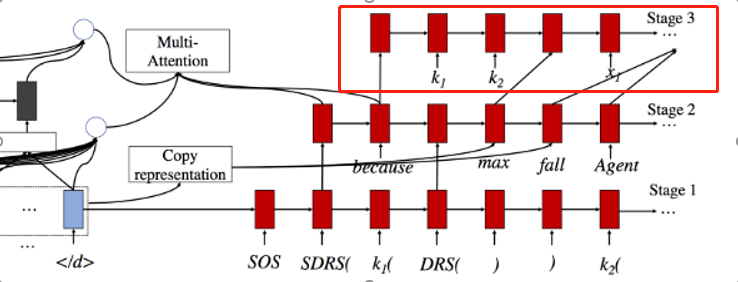 Stage 3
...
Multi-
Attention
k1
k2
x1
Stage 2
...
Copy
representation
because
max
fall
Agent
Stage 1
...
...
...
</d>
SOS
SDRS(
k1(
DRS(
)
)
k2(